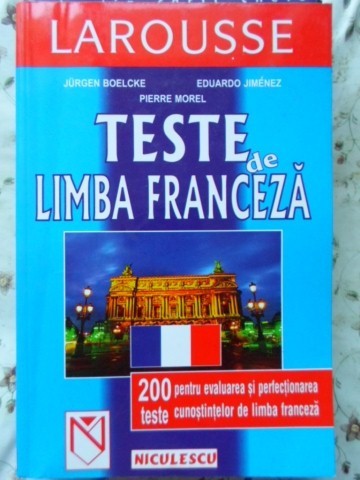 LAROUSSE
JÜRGEN BOELCKE EDUARDO JIMÉNEZ
PIERRE MOREL
TESTE
de
LIMBA FRANCEZĂ
200 pentru evaluarea și perfecționarea
teste cunoștințelor de limba franceză
N
NICULESCU